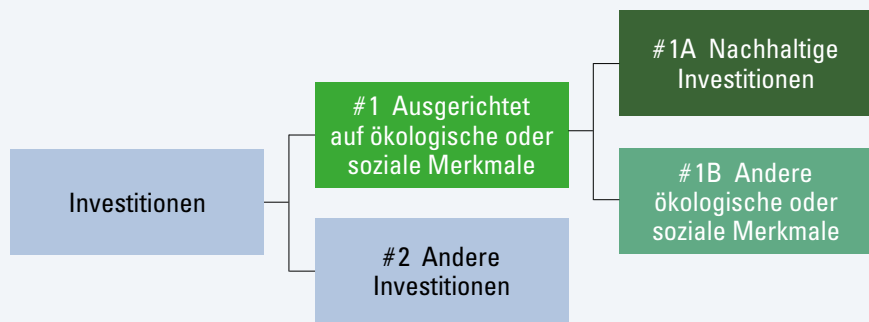 Investitionen
#1 Ausgerichtet
auf ökologische oder
soziale Merkmale
#2 Andere
Investitionen
#1A Nachhaltige
Investitionen
#1B Andere
ökologische oder
soziale Merkmale